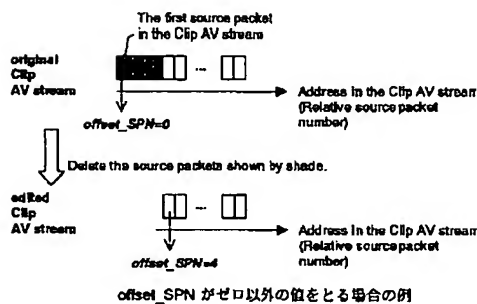 The first source packet
in the Clip AV stream
original
Clip
AV stream
...
Address in the Clip AV stream
(Relative source packet
number)
offset_SPN=0
Delete the source packets shown by shade.
edited
Clip
AV stream
...
Address in the Clip AV stream
(Relative source packet
number)
offset_SPN=4
offset_SPN がゼロ以外の値をとる場合の例